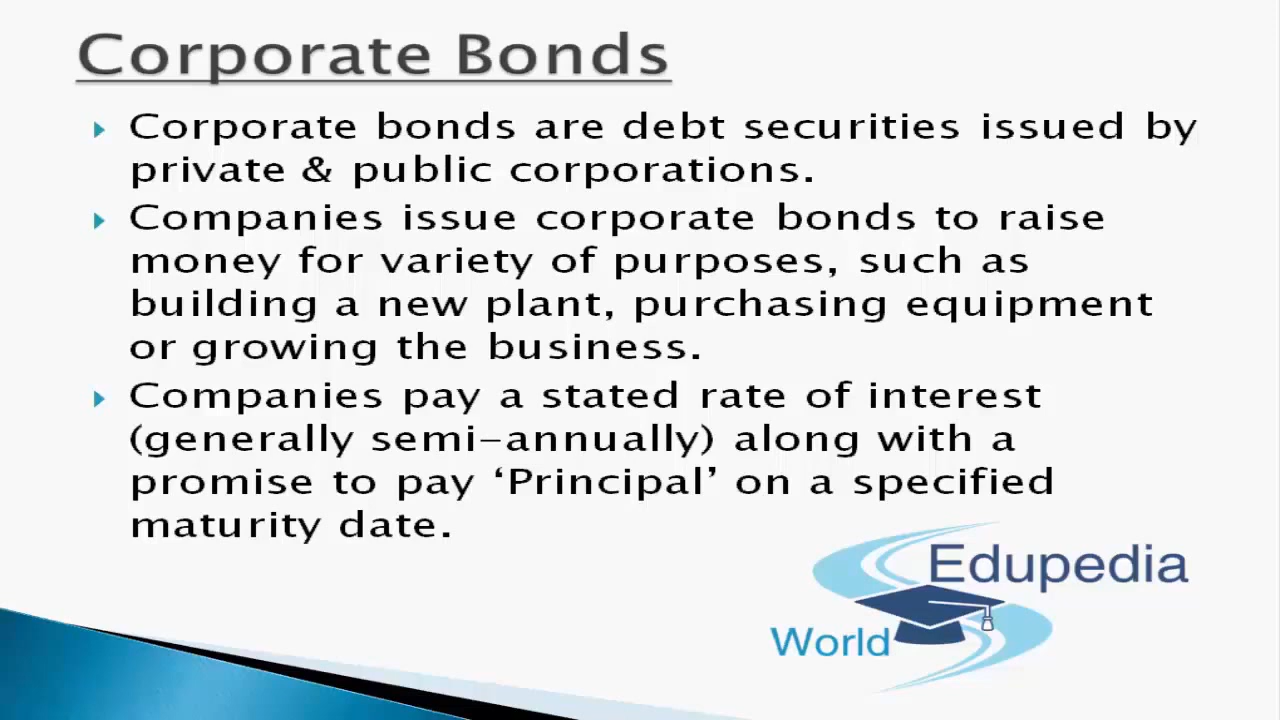 Corporate Bonds
Corporate bonds are debt securities issued by
private & public corporations.
Companies issue corporate bonds to raise
money for variety of purposes, such as
building a new plant, purchasing equipment
or growing the business.
Companies pay a stated rate of interest
(generally semi-annually) along with a
promise to pay ‘Principal’ on a specified
maturity date.
Edupedia
World